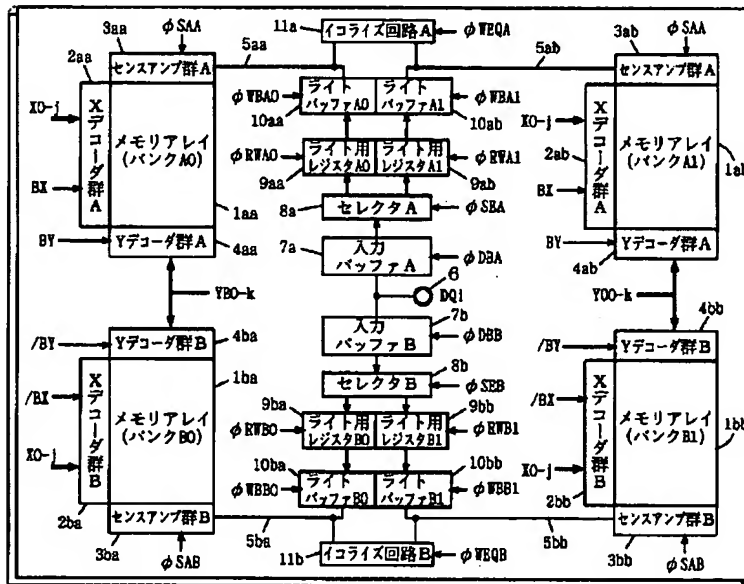 φSAA
11a
イコライズ回路A
φWEQA
φSAA
3aa
5aa
5ab
3ab
2aa
センスアンプ群A
ライト
バッファA0
ライト
バッファA1
センスアンプ群A
φWBA0
φWBA1
10aa
10ab
X0-j
Xデコーダ群A
メモリアレイ
(バンクA0)
X0-j
2ab
Xデコーダ群A
メモリアレイ
(バンクA1)
1ab
φRWA0
ライト用
レジスタA0
ライト用
レジスタA1
φRWA1
9aa
9ab
BX
1aa
8a
セレクタA
φSEA
BX
BY
Yデコーダ群A
4aa
7a
入力
バッファA
φDBA
BY
Yデコーダ群A
4ab
6
DQi
YB0-k
Y00-k
7b
4bb
/BY
Yデコーダ群B
4ba
入力
バッファB
φDBB
/BY
Yデコーダ群B
/BX
Xデコーダ群B
1ba
メモリアレイ
(バンクB0)
セレクタB
8b
φSEB
/BX
Xデコーダ群B
メモリアレイ
(バンクB1)
1bb
9ba
9bb
φRWB0
ライト用
レジスタB0
ライト用
レジスタB1
φRWB1
X0-j
X0-j
10ba
10bb
φWBB0
ライト
バッファB0
ライト
バッファB1
φWBB1
2ba
2bb
センスアンプ群B
センスアンプ群B
3ba
5ba
5bb
3bb
φSAB
11b
イコライズ回路B
φWEQB
φSAB